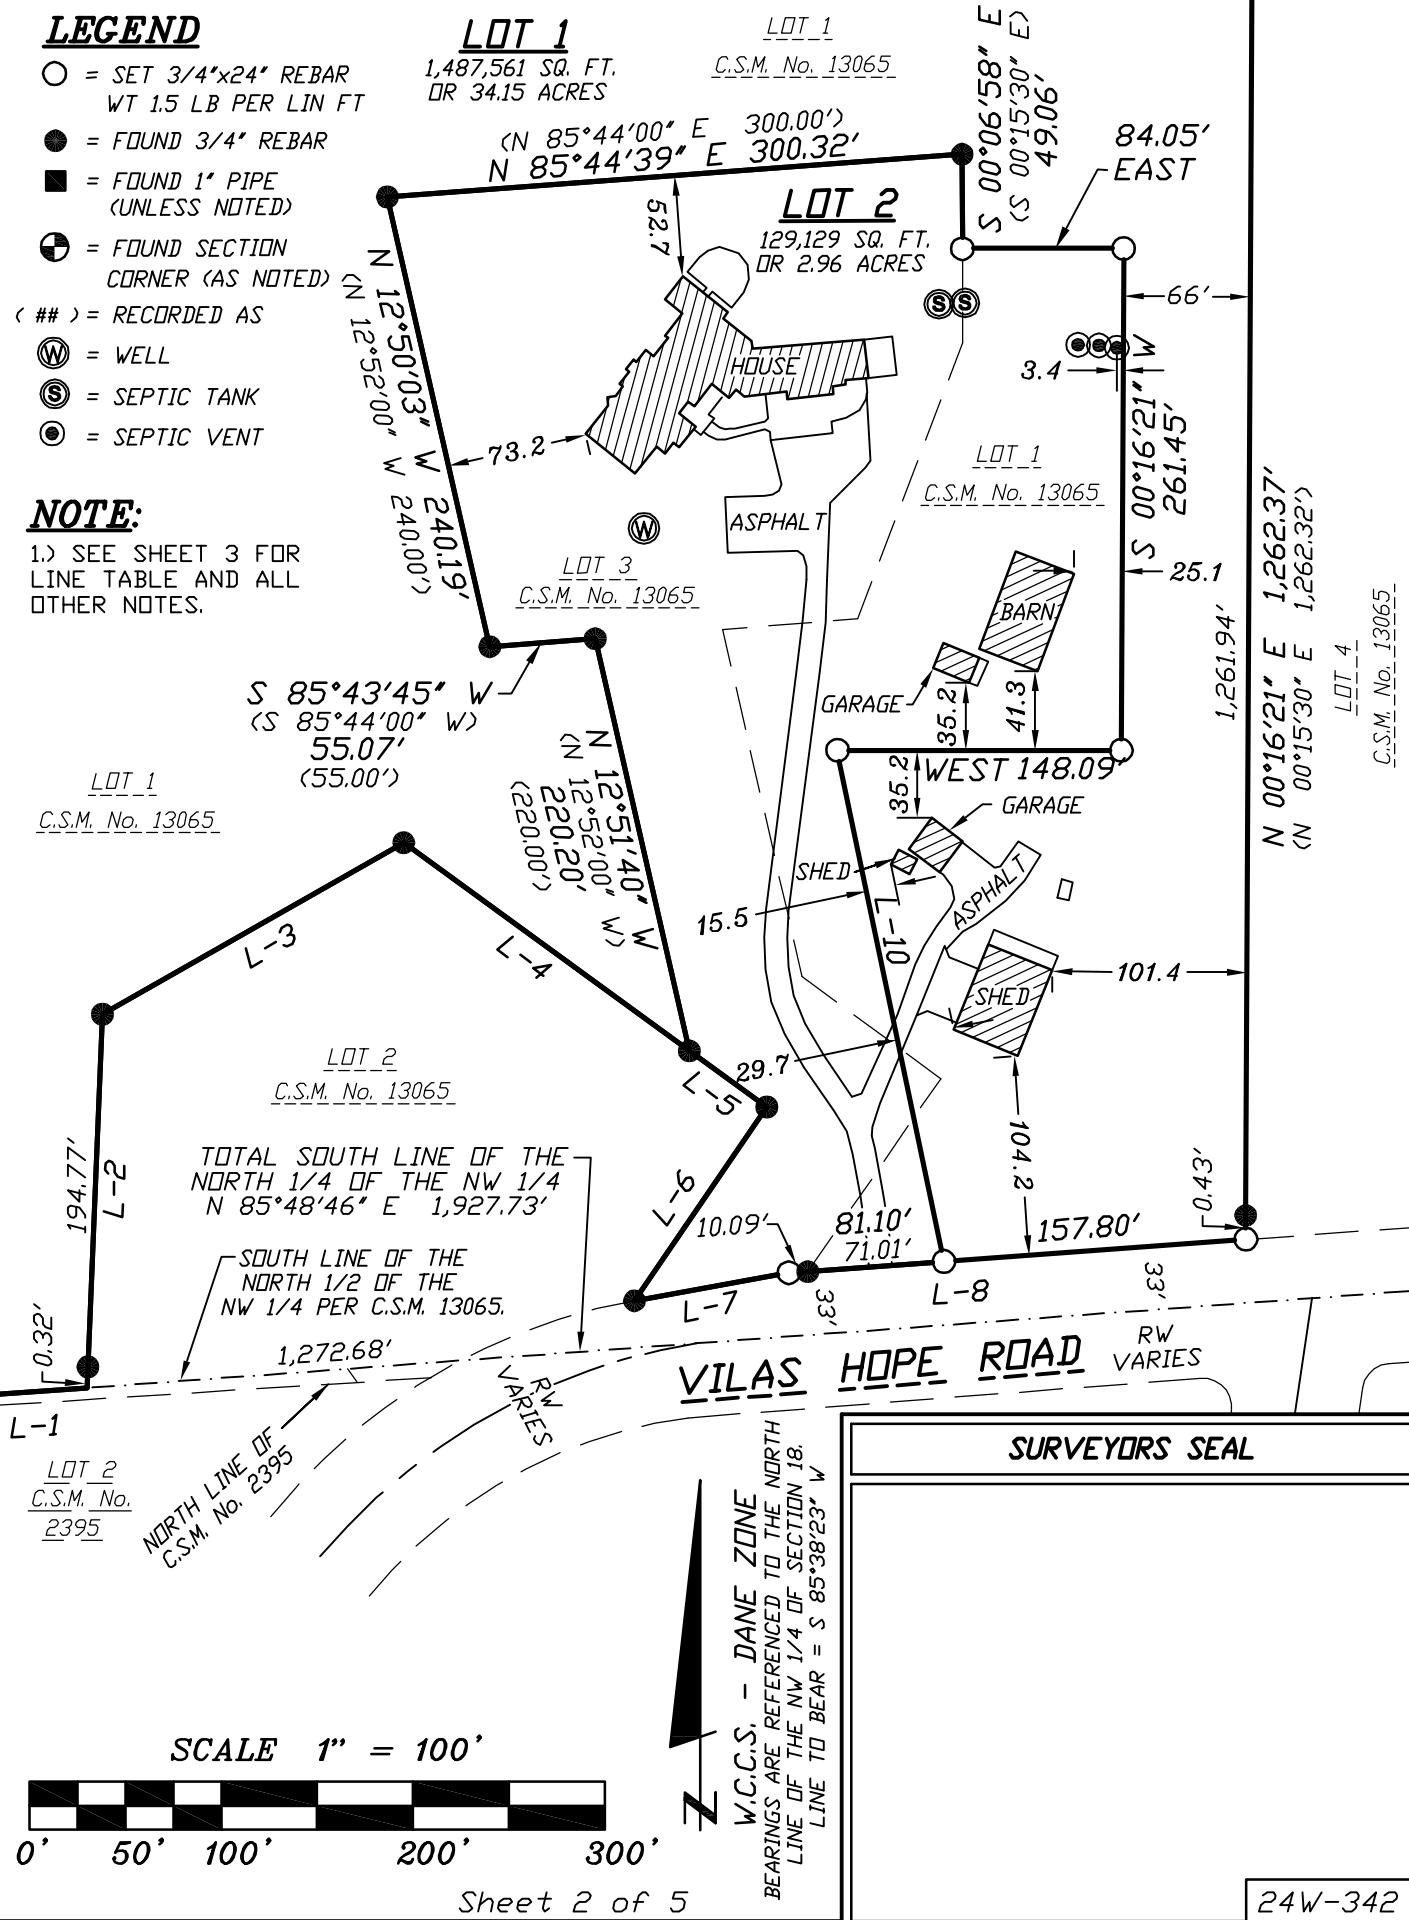 LEGEND
= SET 3/4"x24" REBAR
WT 1.5 LB PER LIN FT
= FOUND 3/4" REBAR
= FOUND 1" PIPE
(UNLESS NOTED)
= FOUND SECTION
CORNER (AS NOTED)
( ## ) = RECORDED AS
W = WELL
S = SEPTIC TANK
= SEPTIC VENT
NOTE:
1.) SEE SHEET 3 FOR
LINE TABLE AND ALL
OTHER NOTES.
LOT 1
1,487,561 SQ. FT.
OR 34.15 ACRES
LOT 1
C.S.M. No. 13065
(N 85°44'00" E 300.00')
N 85°44'39" E 300.32'
S 00°06'58" E
(S 00°15'30" E)
49.06'
84.05'
EAST
52.7
LOT 2
129,129 SQ. FT.
OR 2.96 ACRES
S S
66'
3.4
S 00°16'21" W
261.45'
HOUSE
N 12°50'03" W 240.19'
(N 12°52'00" W 240.00')
73.2
W
ASPHALT
LOT 1
C.S.M. No. 13065
LOT 3
C.S.M. No. 13065
25.1
BARN
GARAGE
35.2
41.3
1,261.94'
N 00°16'21" E 1,262.37'
(N 00°15'30" E 1,262.32')
LOT 4
C.S.M. No. 13065
S 85°43'45" W
(S 85°44'00" W)
55.07'
(55.00')
N 12°51'40" W
(N 12°52'00" W)
220.20'
(220.00')
WEST 148.09'
35.2
GARAGE
SHED
ASPHALT
15.5
L-10
101.4
SHED
29.7
104.2
LOT 1
C.S.M. No. 13065
L-3
L-4
LOT 2
C.S.M. No. 13065
L-5
L-6
194.77'
L-2
TOTAL SOUTH LINE OF THE
NORTH 1/4 OF THE NW 1/4
N 85°48'46" E 1,927.73'
SOUTH LINE OF THE
NORTH 1/2 OF THE
NW 1/4 PER C.S.M. 13065.
10.09'
81.10'
71.01'
157.80'
0.43'
L-7
L-8
33'
33'
0.32'
1,272.68'
L-1
LOT 2
C.S.M. No.
2395
NORTH LINE OF
C.S.M. No. 2395
RW
VARIES
VILAS HOPE ROAD
RW
VARIES
SURVEYORS SEAL
N
W.C.C.S. - DANE ZONE
BEARINGS ARE REFERENCED TO THE NORTH
LINE OF THE NW 1/4 OF SECTION 18.
LINE TO BEAR = S 85°38'23" W
SCALE 1" = 100'
0' 50' 100' 200' 300'
Sheet 2 of 5
24W-342